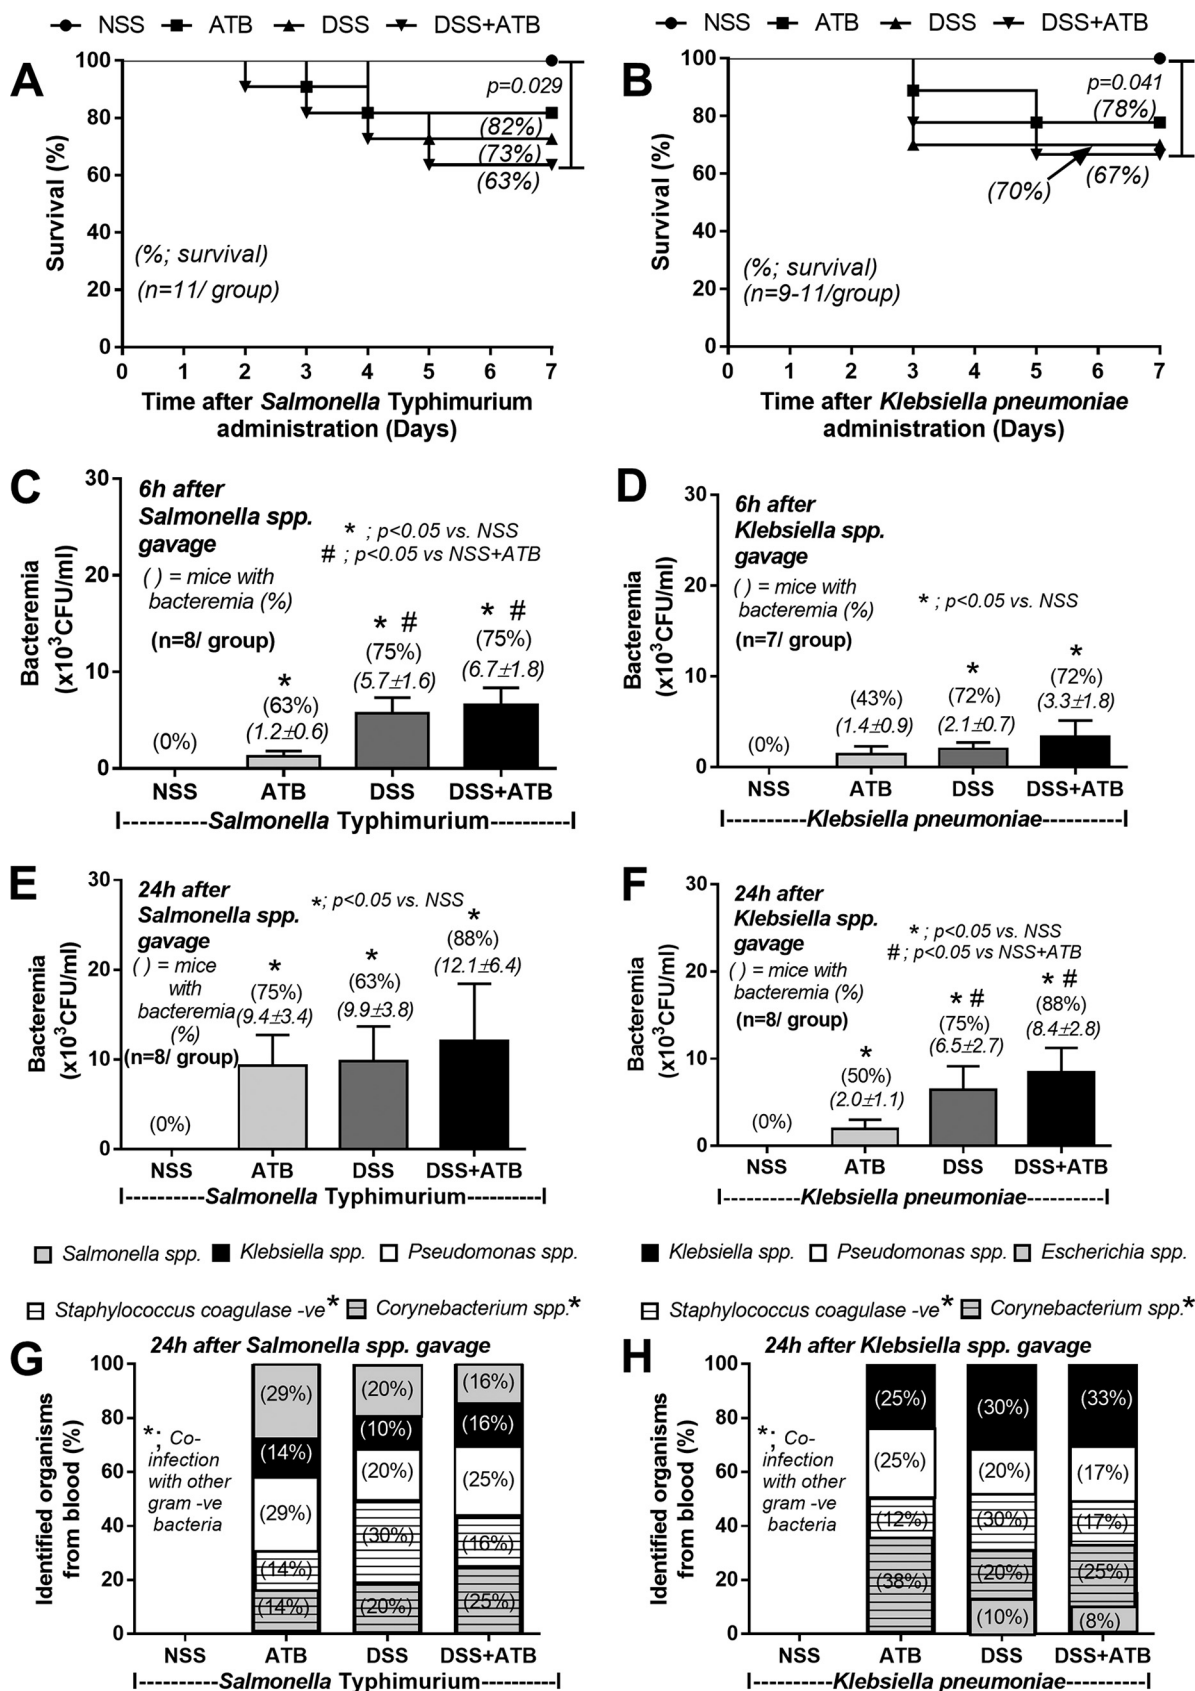 NSS ATB DSS DSS+ATB
A
100
80
60
40
20
0
Survival (%)
p=0.029
(82%)
(73%)
(63%)
(%; survival)
(n=11/ group)
0 1 2 3 4 5 6 7
Time after Salmonella Typhimurium
administration (Days)
NSS ATB DSS DSS+ATB
B
100
80
60
40
20
0
Survival (%)
p=0.041
(78%)
(70%)
(67%)
(%; survival)
(n=9-11/group)
0 1 2 3 4 5 6 7
Time after Klebsiella pneumoniae
administration (Days)
C
30
20
10
0
Bacteremia
(x10³CFU/ml)
6h after
Salmonella spp.
gavage
( ) = mice with
bacteremia (%)
(n=8/ group)
* ; p<0.05 vs. NSS
# ; p<0.05 vs NSS+ATB
(0%)
*
(63%)
(1.2±0.6)
* #
(75%)
(5.7±1.6)
* #
(75%)
(6.7±1.8)
NSS ATB DSS DSS+ATB
I----------Salmonella Typhimurium----------I
D
30
20
10
0
Bacteremia
(x10³CFU/ml)
6h after
Klebsiella spp.
gavage
( ) = mice with
bacteremia (%)
(n=7/ group)
* ; p<0.05 vs. NSS
(0%)
(43%)
(1.4±0.9)
*
(72%)
(2.1±0.7)
*
(72%)
(3.3±1.8)
NSS ATB DSS DSS+ATB
I----------Klebsiella pneumoniae----------I
E
30
20
10
0
Bacteremia
(x10³CFU/ml)
24h after
Salmonella spp.
gavage
( ) = mice
with
bacteremia
(%)
(n=8/ group)
*; p<0.05 vs. NSS
(0%)
*
(75%)
(9.4±3.4)
*
(63%)
(9.9±3.8)
*
(88%)
(12.1±6.4)
NSS ATB DSS DSS+ATB
I----------Salmonella Typhimurium---------I
F
30
20
10
0
Bacteremia
(x10³CFU/ml)
24h after
Klebsiella spp.
gavage
( ) = mice with
bacteremia (%)
(n=8/ group)
* ; p<0.05 vs. NSS
# ; p<0.05 vs NSS+ATB
(0%)
*
(50%)
(2.0±1.1)
* #
(75%)
(6.5±2.7)
* #
(88%)
(8.4±2.8)
NSS ATB DSS DSS+ATB
I----------Klebsiella pneumoniae----------I
Salmonella spp. Klebsiella spp. Pseudomonas spp.
Staphylococcus coagulase -ve* Corynebacterium spp.*
G
24h after Salmonella spp. gavage
100
80
60
40
20
0
Identified organisms
from blood (%)
*; Co-
infection
with other
gram -ve
bacteria
(29%)
(14%)
(29%)
(14%)
(14%)
(20%)
(10%)
(20%)
(30%)
(20%)
(16%)
(16%)
(25%)
(16%)
(25%)
NSS ATB DSS DSS+ATB
I----------Salmonella Typhimurium----------I
Klebsiella spp. Pseudomonas spp. Escherichia spp.
Staphylococcus coagulase -ve* Corynebacterium spp.*
H
24h after Klebsiella spp. gavage
100
80
60
40
20
0
Identified organisms
from blood (%)
*; Co-
infection
with other
gram -ve
bacteria
(25%)
(25%)
(12%)
(38%)
(30%)
(20%)
(30%)
(20%)
(10%)
(33%)
(17%)
(17%)
(25%)
(8%)
NSS ATB DSS DSS+ATB
I----------Klebsiella pneumoniae----------I